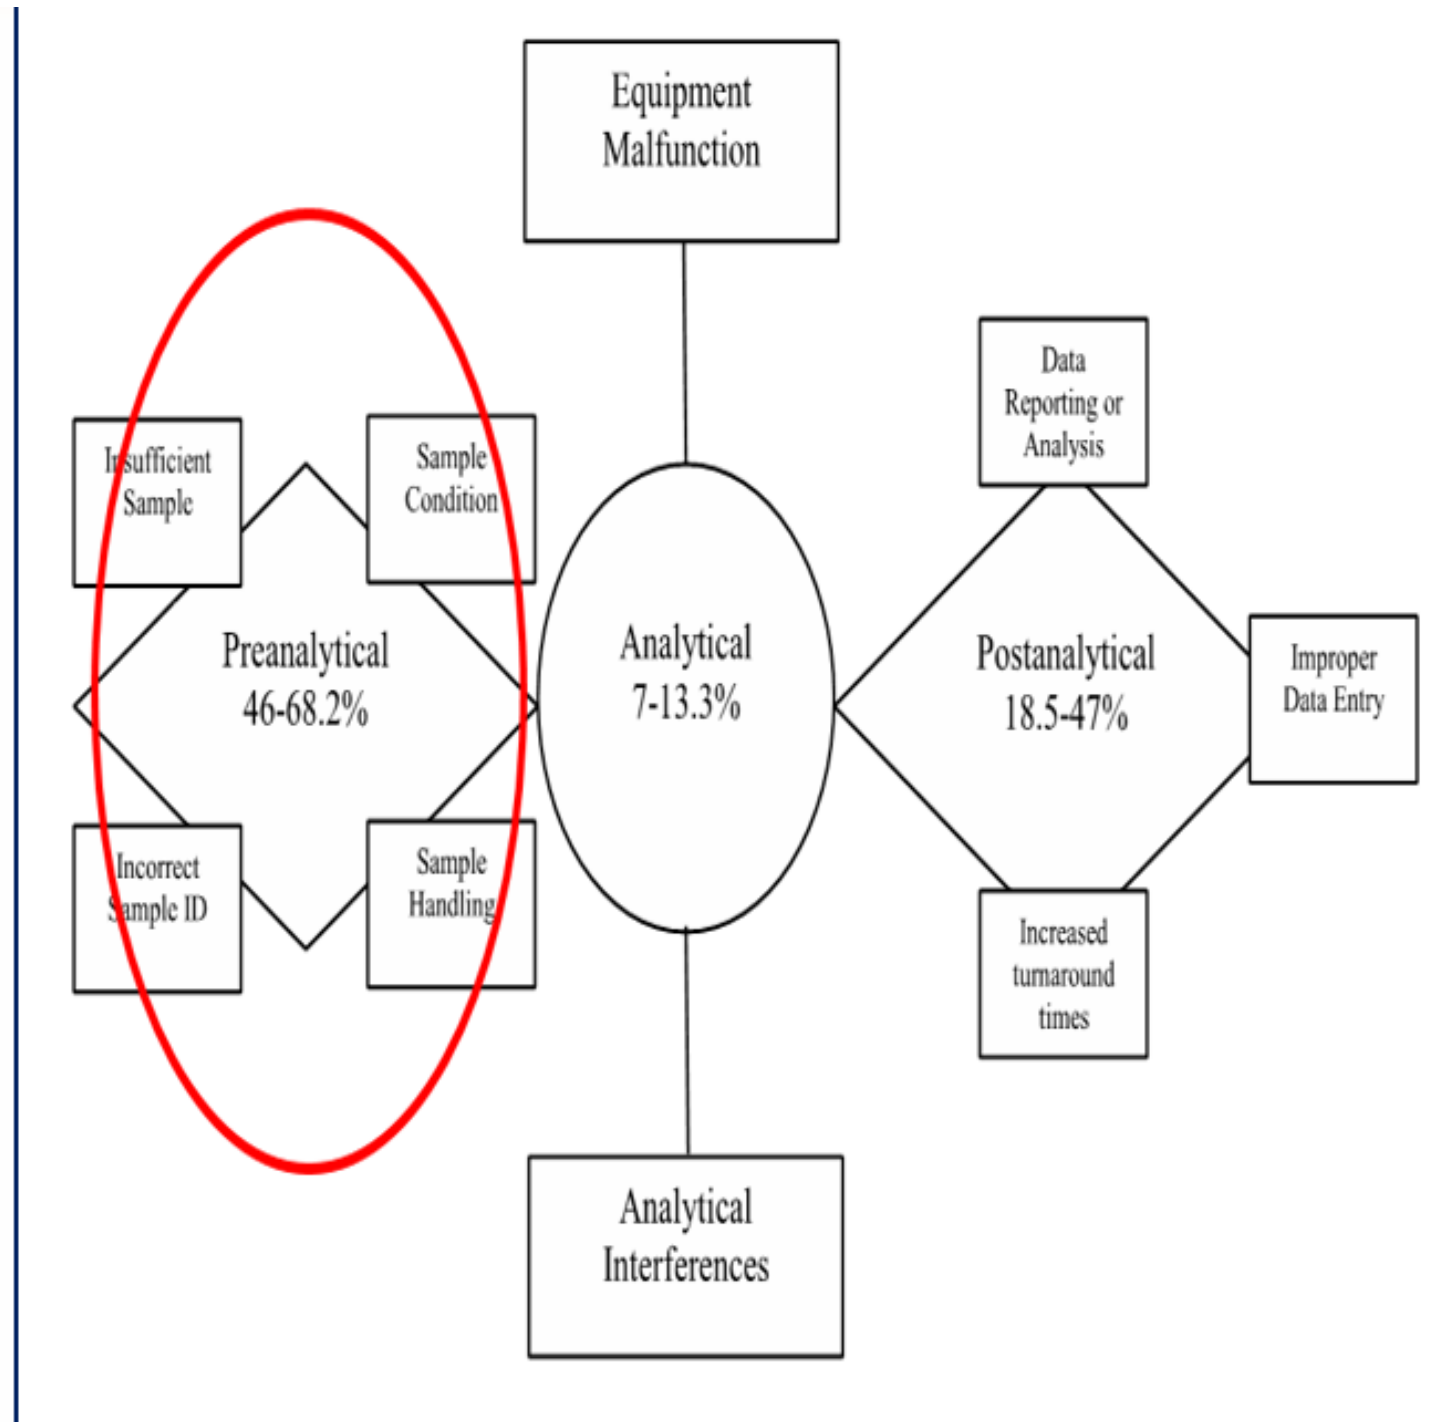 Equipment
Malfunction
Insufficient
Sample
Sample
Condition
Preanalytical
46-68.2%
Incorrect
Sample ID
Sample
Handling
Analytical
7-13.3%
Analytical
Interferences
Data
Reporting or
Analysis
Postanalytical
18.5-47%
Improper
Data Entry
Increased
turnaround
times